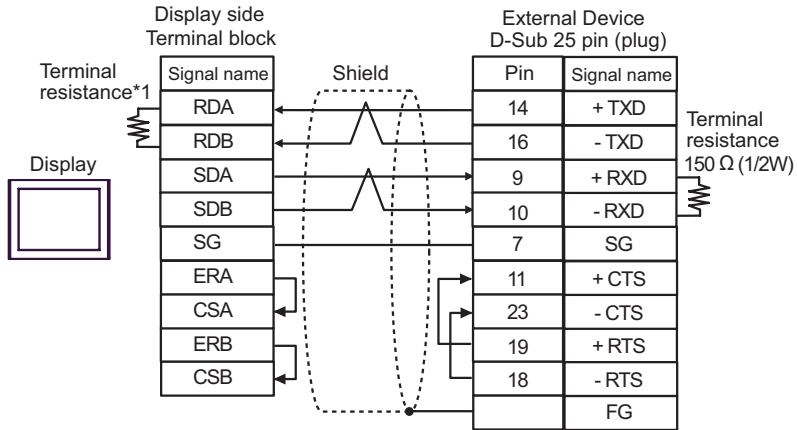 Display side
Terminal block
External Device
D-Sub 25 pin (plug)
Terminal
resistance*1
Signal name
Shield
Pin
Signal name
RDA
14
+ TXD
Terminal
resistance
150 Ω (1/2W)
RDB
16
- TXD
Display
SDA
9
+ RXD
SDB
10
- RXD
SG
7
SG
ERA
11
+ CTS
CSA
23
- CTS
ERB
19
+ RTS
CSB
18
- RTS
FG